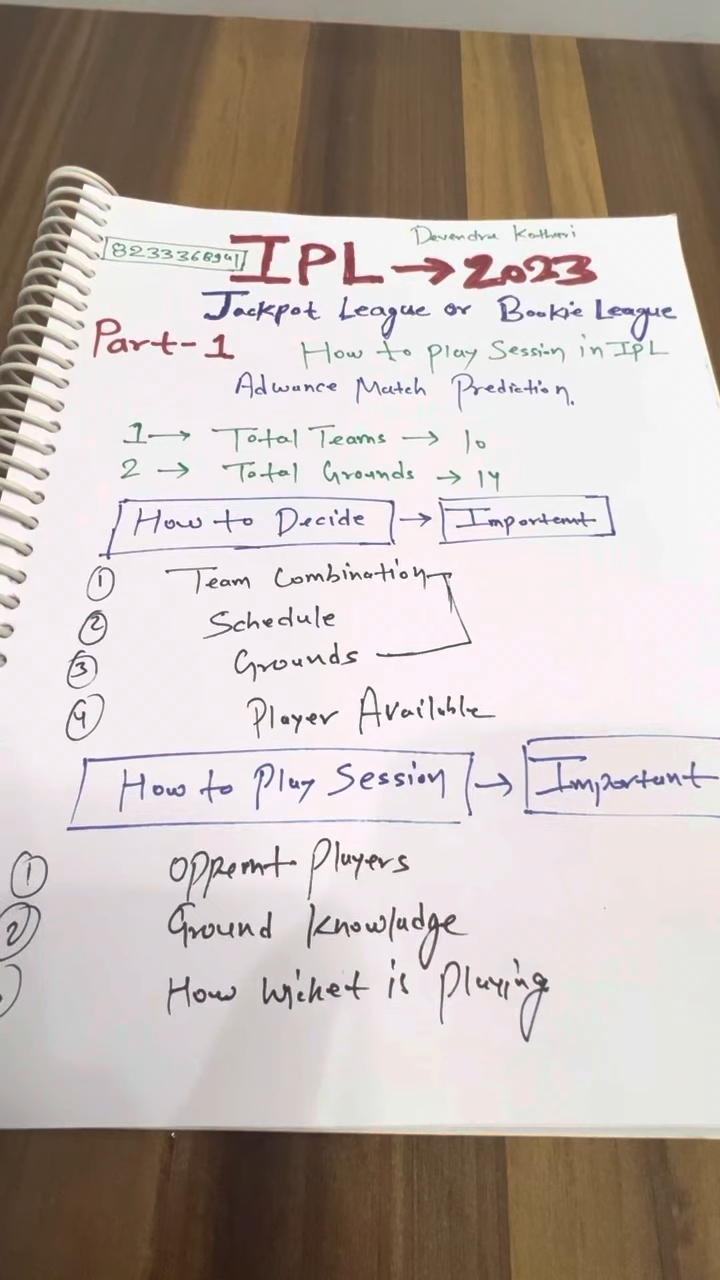 Devendra Kothari
8233368941
IPL → 2023
Jackpot League or Bookie League
Part-1
How to play Session in IPL
Adwance Match Prediction.
1 → Total Teams → 10
2 → Total Grounds → 14
How to Decide → Important
① Team Combination
② Schedule
③ Grounds
④ Player Available
How to Play Session → Important
① Players
② Ground Knowladge
How wicket is Playing